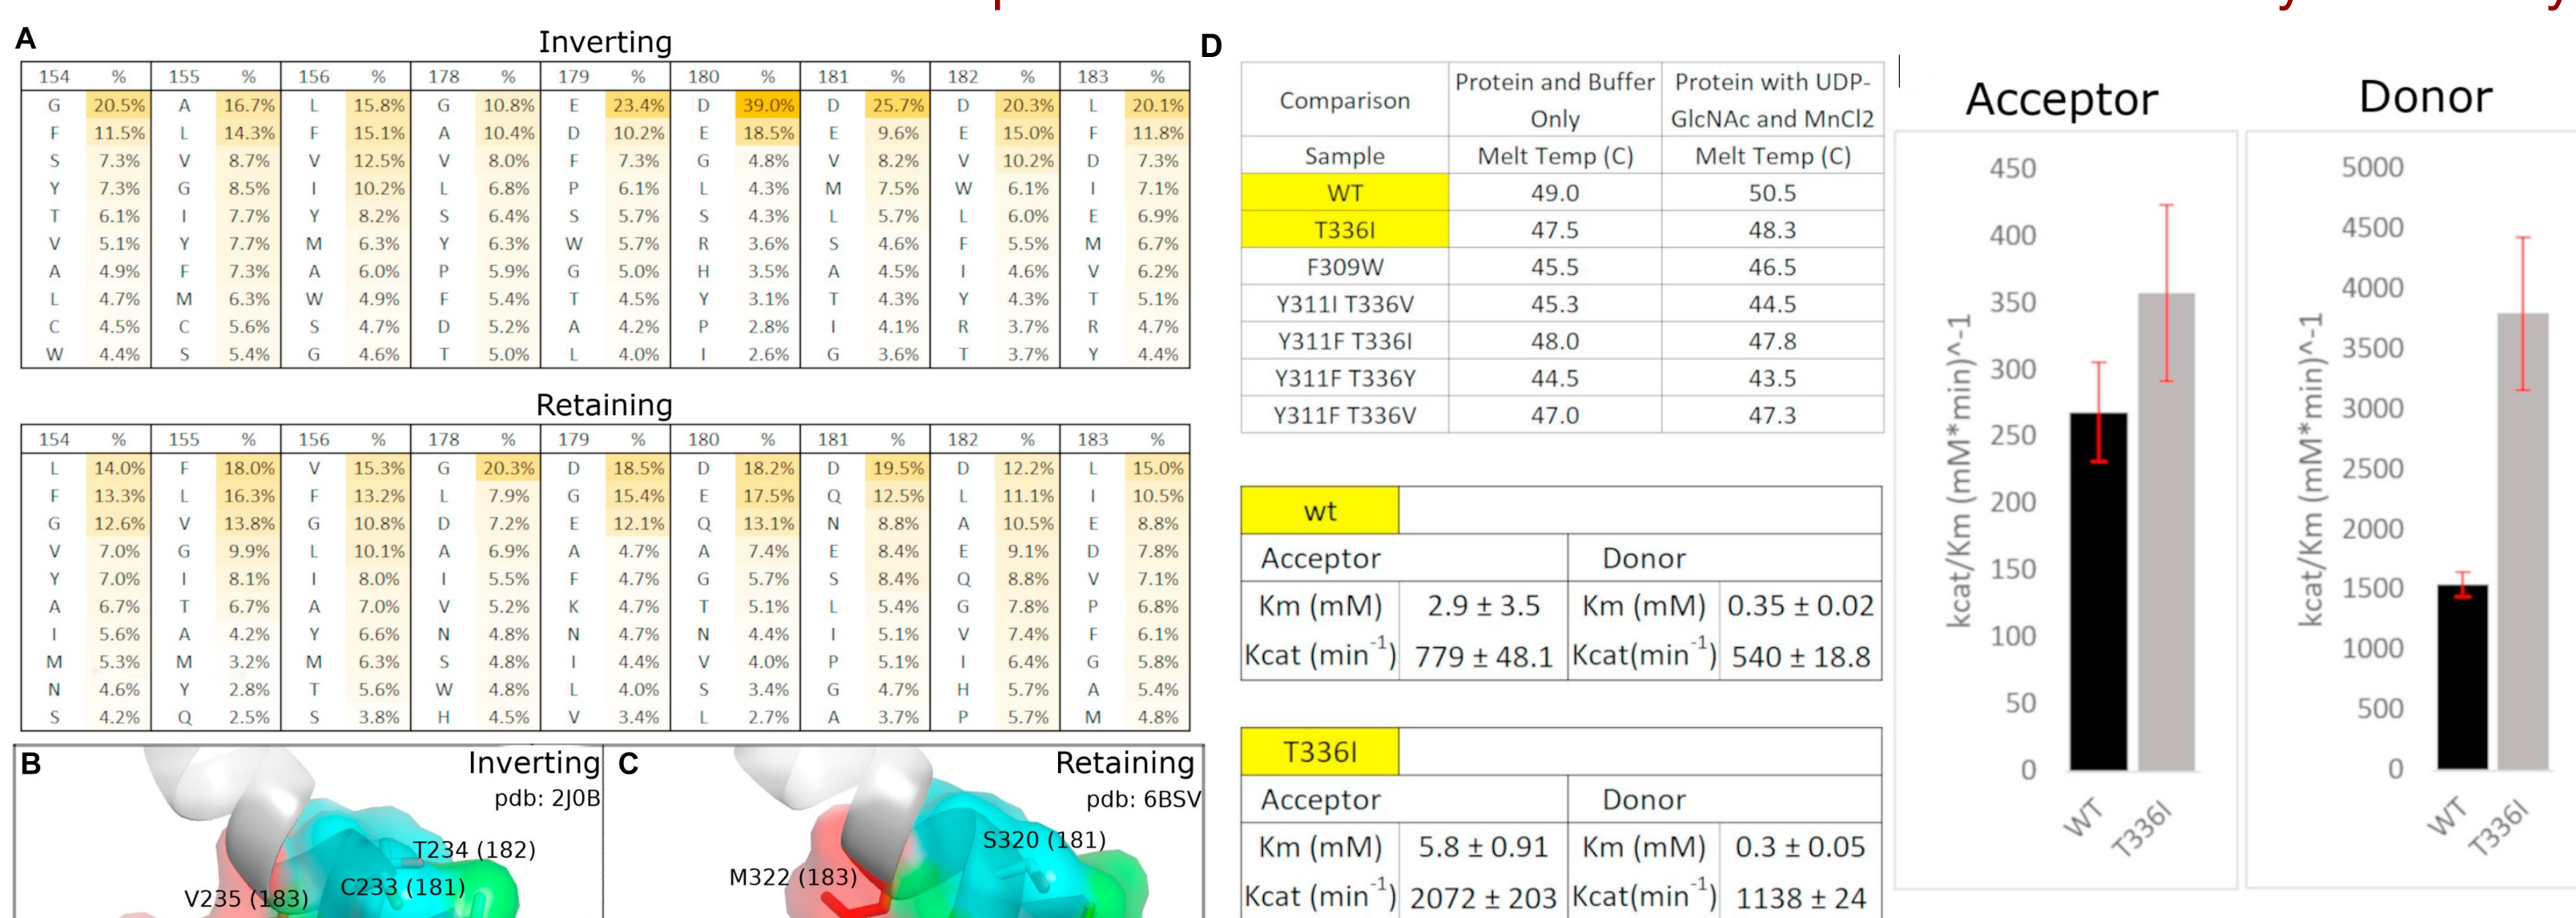 A
Inverting
154 % 155 % 156 % 178 % 179 % 180 % 181 % 182 % 183 %
G 20.5% A 16.7% L 15.8% G 10.8% E 23.4% D 39.0% D 25.7% D 20.3% L 20.1%
F 11.5% L 14.3% F 15.1% A 10.4% D 10.2% E 18.5% E 9.6% E 15.0% F 11.8%
S 7.3% V 8.7% V 12.5% V 8.0% F 7.3% G 4.8% V 8.2% V 10.2% D 7.3%
Y 7.3% G 8.5% I 10.2% L 6.8% P 6.1% L 4.3% M 7.5% W 6.1% I 7.1%
T 6.1% I 7.7% Y 8.2% S 6.4% S 5.7% S 4.3% L 5.7% L 6.0% E 6.9%
V 5.1% Y 7.7% M 6.3% Y 6.3% W 5.7% R 3.6% S 4.6% F 5.5% M 6.7%
A 4.9% F 7.3% A 6.0% P 5.9% G 5.0% H 3.5% A 4.5% I 4.6% V 6.2%
L 4.7% M 6.3% W 4.9% F 5.4% T 4.5% Y 3.1% T 4.3% Y 4.3% T 5.1%
C 4.5% C 5.6% S 4.7% D 5.2% A 4.2% P 2.8% I 4.1% R 3.7% R 4.7%
W 4.4% S 5.4% G 4.6% T 5.0% L 4.0% I 2.6% G 3.6% T 3.7% Y 4.4%
Retaining
154 % 155 % 156 % 178 % 179 % 180 % 181 % 182 % 183 %
L 14.0% F 18.0% V 15.3% G 20.3% D 18.5% D 18.2% D 19.5% D 12.2% L 15.0%
F 13.3% L 16.3% F 13.2% L 7.9% G 15.4% E 17.5% Q 12.5% L 11.1% I 10.5%
G 12.6% V 13.8% G 10.8% D 7.2% E 12.1% Q 13.1% N 8.8% A 10.5% E 8.8%
V 7.0% G 9.9% L 10.1% A 6.9% A 4.7% A 7.4% E 8.4% E 9.1% D 7.8%
Y 7.0% I 8.1% I 8.0% I 5.5% F 4.7% G 5.7% S 8.4% Q 8.8% V 7.1%
A 6.7% T 6.7% A 7.0% V 5.2% K 4.7% T 5.1% L 5.4% G 7.8% P 6.8%
I 5.6% A 4.2% Y 6.6% N 4.8% N 4.7% N 4.4% I 5.1% V 7.4% F 6.1%
M 5.3% M 3.2% M 6.3% S 4.8% I 4.4% V 4.0% P 5.1% I 6.4% G 5.8%
N 4.6% Y 2.8% T 5.6% W 4.8% L 4.0% S 3.4% G 4.7% H 5.7% A 5.4%
S 4.2% Q 2.5% S 3.8% H 4.5% V 3.4% L 2.7% A 3.7% P 5.7% M 4.8%
B
Inverting
pdb: 2J0B
T234 (182)
C233 (181)
V235 (183)
C
Retaining
pdb: 6BSV
S320 (181)
M322 (183)
D
Comparison Protein and Buffer Only Protein with UDP-GlcNAc and MnCl2
Sample Melt Temp (C) Melt Temp (C)
WT 49.0 50.5
T336I 47.5 48.3
F309W 45.5 46.5
Y311I T336V 45.3 44.5
Y311F T336I 48.0 47.8
Y311F T336Y 44.5 43.5
Y311F T336V 47.0 47.3
wt
Acceptor Donor
Km (mM) 2.9 ± 3.5 Km (mM) 0.35 ± 0.02
Kcat (min-1) 779 ± 48.1 Kcat(min-1) 540 ± 18.8
T336I
Acceptor Donor
Km (mM) 5.8 ± 0.91 Km (mM) 0.3 ± 0.05
Kcat (min-1) 2072 ± 203 Kcat(min-1) 1138 ± 24
Acceptor
kcat/Km (mM*min)^-1
450
400
350
300
250
200
150
100
50
0
WT
T336I
Donor
kcat/Km (mM*min)^-1
5000
4500
4000
3500
3000
2500
2000
1500
1000
500
0
WT
T336I